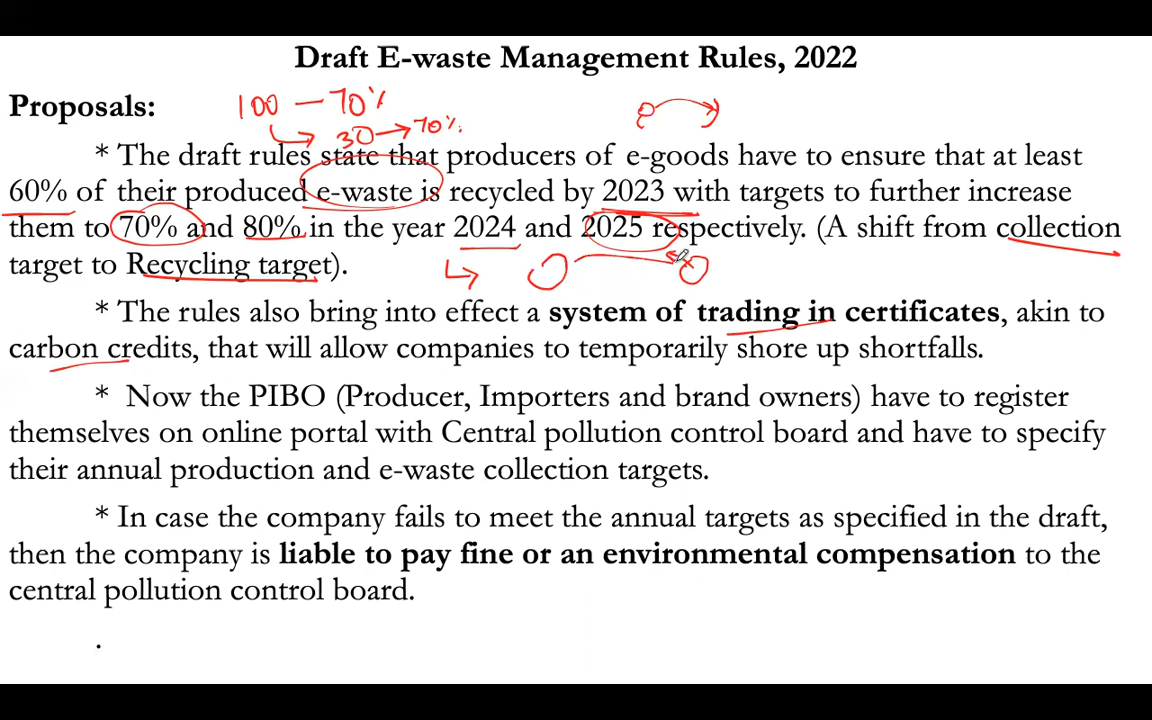 Draft E-waste Management Rules, 2022
Proposals:
100 — 70%
30 → 70%
* The draft rules state that producers of e-goods have to ensure that at least
60% of their produced e-waste is recycled by 2023 with targets to further increase
them to 70% and 80% in the year 2024 and 2025 respectively. (A shift from collection
target to Recycling target).
* The rules also bring into effect a system of trading in certificates, akin to
carbon credits, that will allow companies to temporarily shore up shortfalls.
* Now the PIBO (Producer, Importers and brand owners) have to register
themselves on online portal with Central pollution control board and have to specify
their annual production and e-waste collection targets.
* In case the company fails to meet the annual targets as specified in the draft,
then the company is liable to pay fine or an environmental compensation to the
central pollution control board.
.